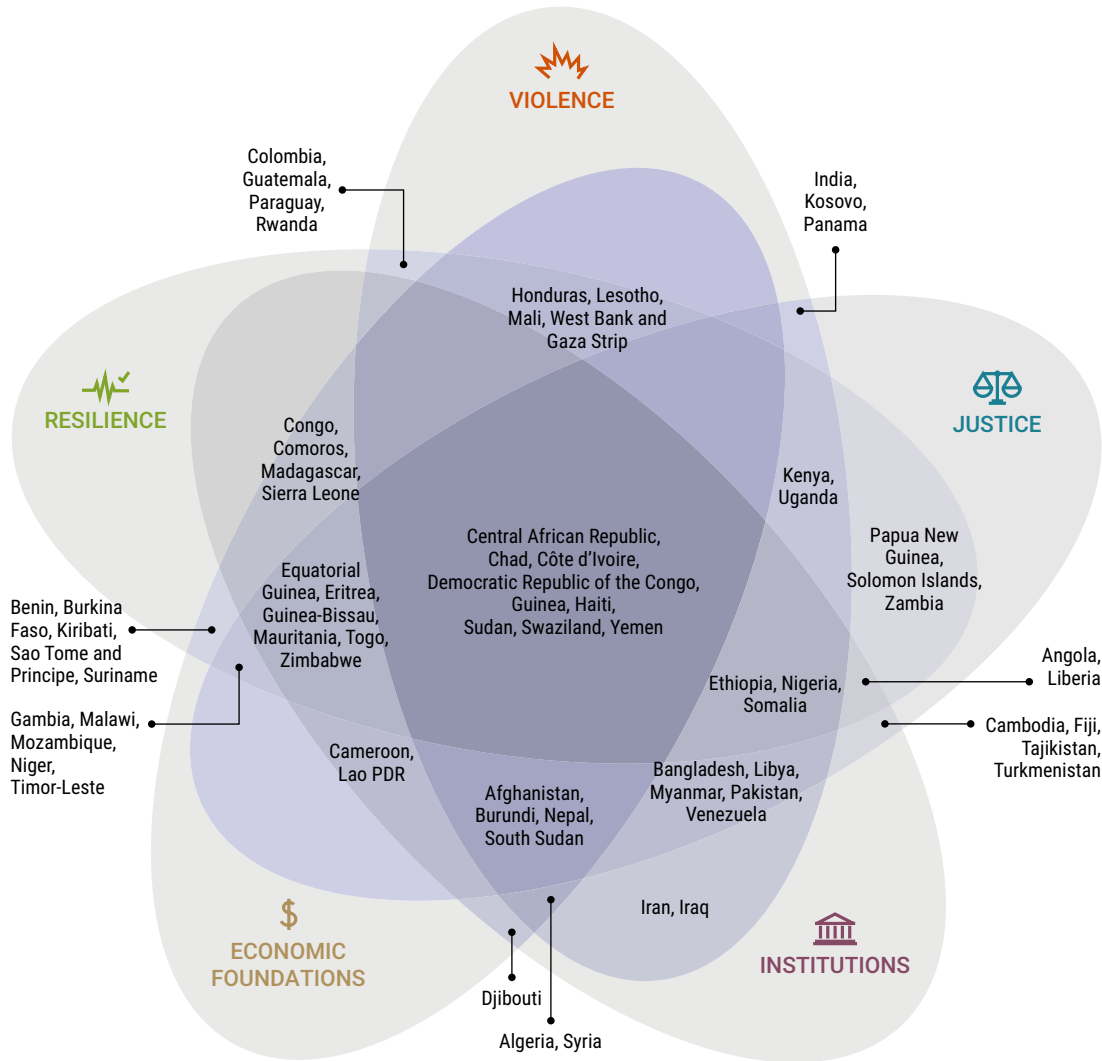 VIOLENCE
Colombia,
Guatemala,
Paraguay,
Rwanda
India,
Kosovo,
Panama
Honduras, Lesotho,
Mali, West Bank and
Gaza Strip
RESILIENCE
JUSTICE
Congo,
Comoros,
Madagascar,
Sierra Leone
Kenya,
Uganda
Central African Republic,
Chad, Côte d’Ivoire,
Democratic Republic of the Congo,
Guinea, Haiti,
Sudan, Swaziland, Yemen
Papua New
Guinea,
Solomon Islands,
Zambia
Equatorial
Guinea, Eritrea,
Guinea-Bissau,
Mauritania, Togo,
Zimbabwe
Benin, Burkina
Faso, Kiribati,
Sao Tome and
Principe, Suriname
Angola,
Liberia
Ethiopia, Nigeria,
Somalia
Gambia, Malawi,
Mozambique,
Niger,
Timor-Leste
Cambodia, Fiji,
Tajikistan,
Turkmenistan
Cameroon,
Lao PDR
Bangladesh, Libya,
Myanmar, Pakistan,
Venezuela
Afghanistan,
Burundi, Nepal,
South Sudan
Iran, Iraq
$
ECONOMIC
FOUNDATIONS
INSTITUTIONS
Djibouti
Algeria, Syria